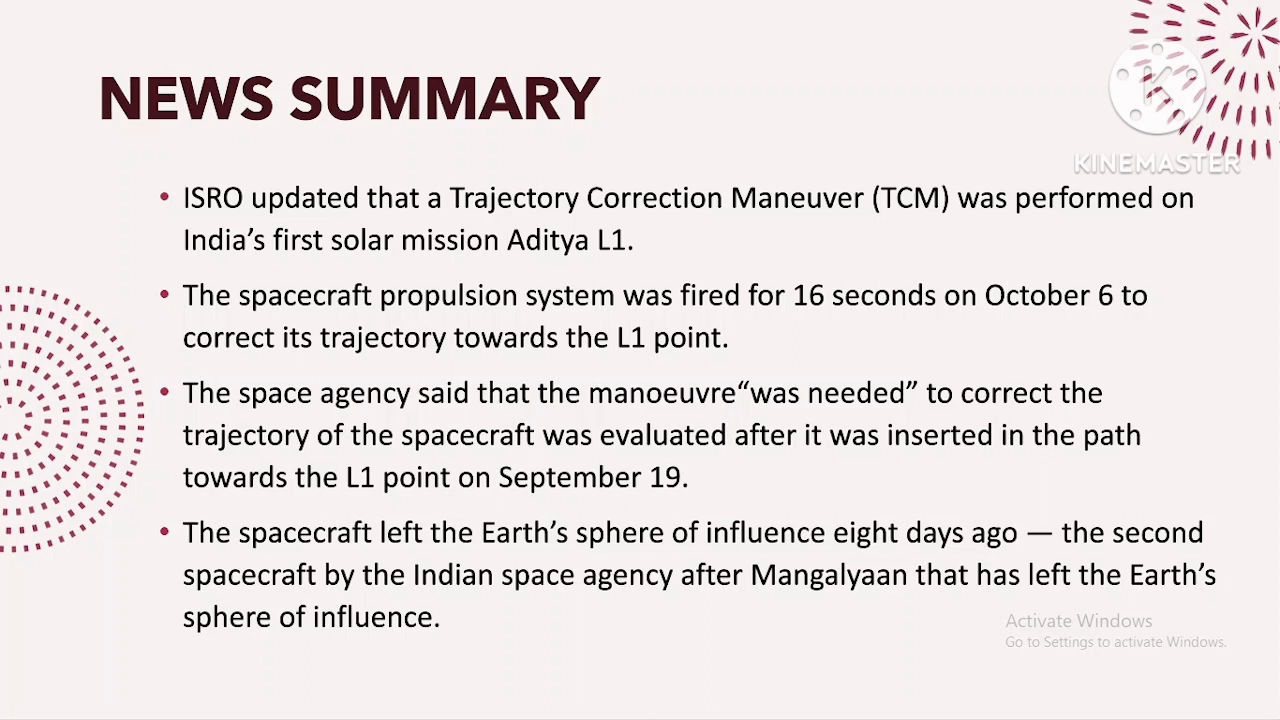 NEWS SUMMARY
KINEMASTER
• ISRO updated that a Trajectory Correction Maneuver (TCM) was performed on
India’s first solar mission Aditya L1.
• The spacecraft propulsion system was fired for 16 seconds on October 6 to
correct its trajectory towards the L1 point.
• The space agency said that the manoeuvre“was needed” to correct the
trajectory of the spacecraft was evaluated after it was inserted in the path
towards the L1 point on September 19.
• The spacecraft left the Earth’s sphere of influence eight days ago — the second
spacecraft by the Indian space agency after Mangalyaan that has left the Earth’s
sphere of influence.
Activate Windows
Go to Settings to activate Windows.